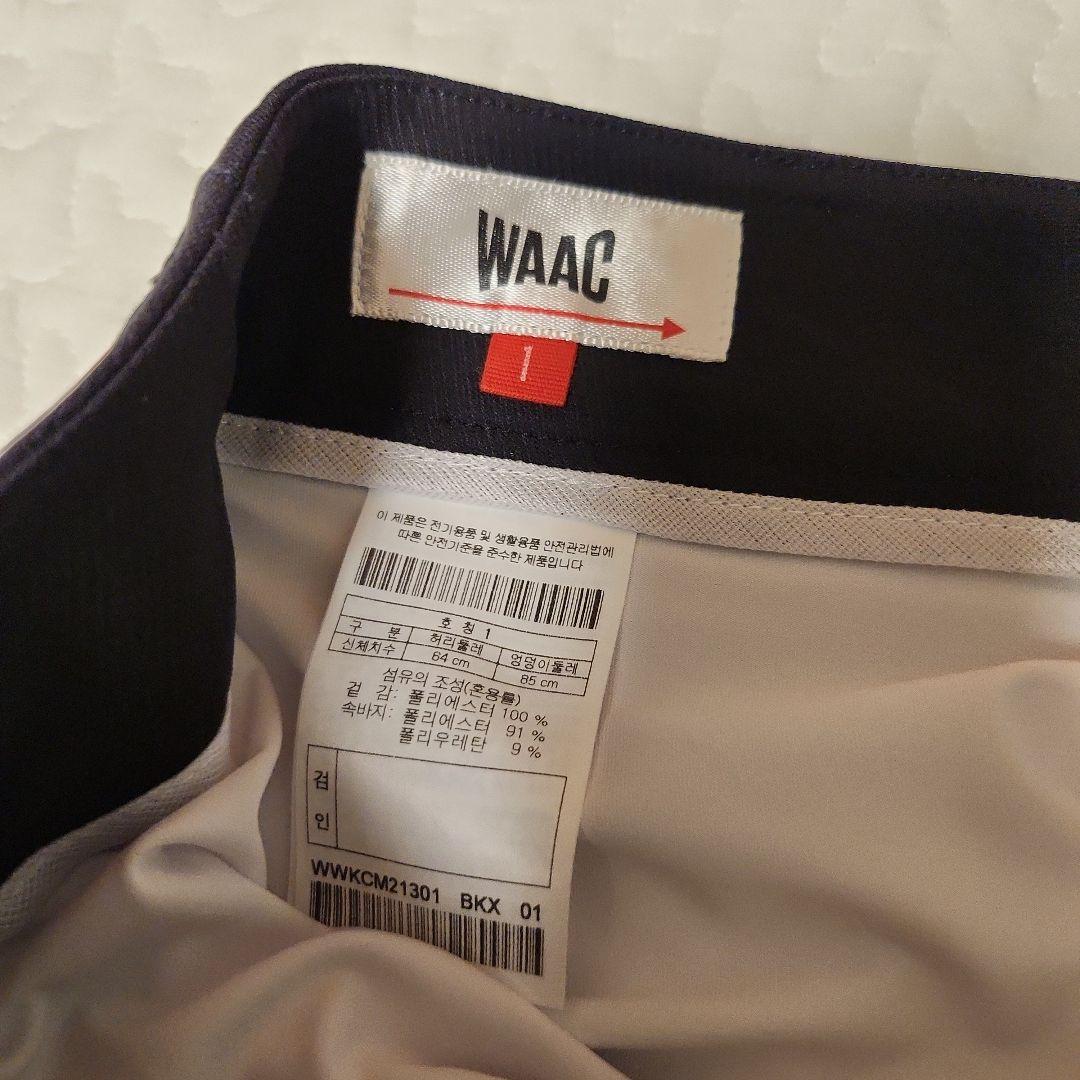 WAAC
1
이 제품은 전기용품 및 생활용품 안전관리법에
따른 안전기준을 준수한 제품입니다
호 칭 1
구 분 허리둘레 엉덩이둘레
신체치수 64 cm 85 cm
섬유의 조성(혼용률)
겉 감: 폴리에스터 100 %
속바지: 폴리에스터 91 %
폴리우레탄 9 %
검
인
WWKCM21301 BKX 01